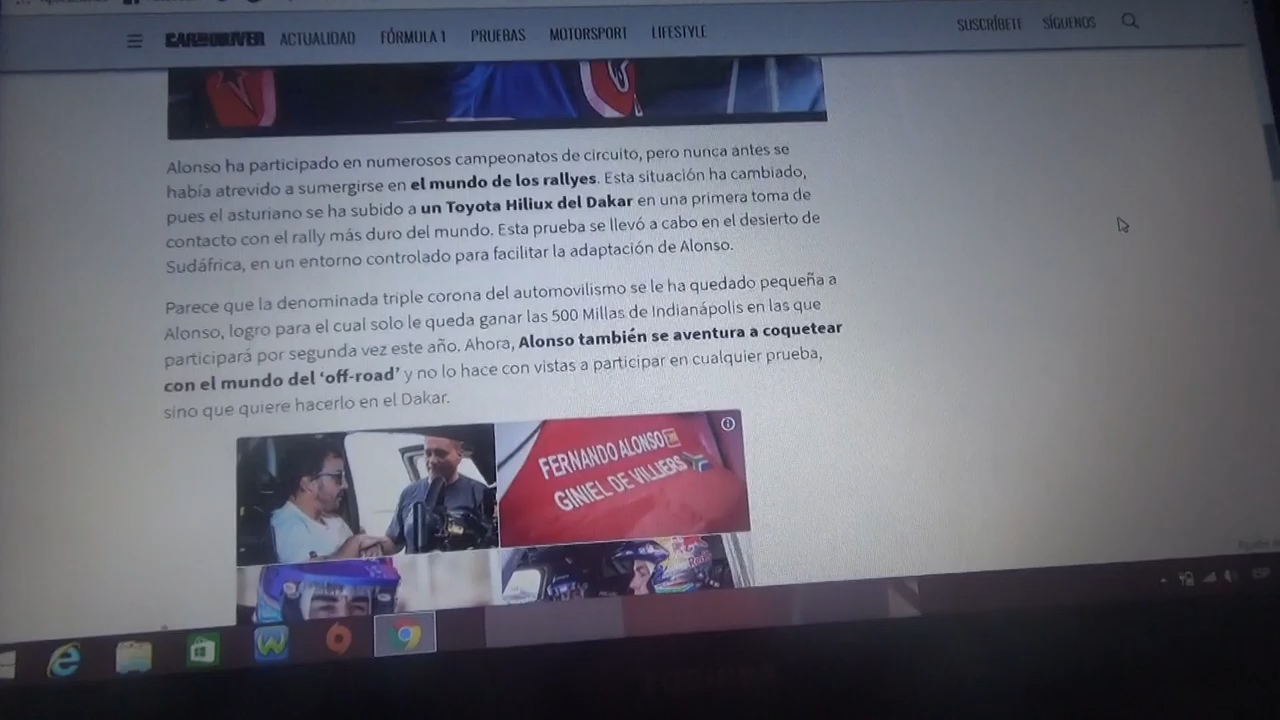 CAR AND DRIVER ACTUALIDAD FÓRMULA 1 PRUEBAS MOTORSPORT LIFESTYLE SUSCRÍBETE SÍGUENOS
Alonso ha participado en numerosos campeonatos de circuito, pero nunca antes se
había atrevido a sumergirse en el mundo de los rallyes. Esta situación ha cambiado,
pues el asturiano se ha subido a un Toyota Hiliux del Dakar en una primera toma de
contacto con el rally más duro del mundo. Esta prueba se llevó a cabo en el desierto de
Sudáfrica, en un entorno controlado para facilitar la adaptación de Alonso.
Parece que la denominada triple corona del automovilismo se le ha quedado pequeña a
Alonso, logro para el cual solo le queda ganar las 500 Millas de Indianápolis en las que
participará por segunda vez este año. Ahora, Alonso también se aventura a coquetear
con el mundo del ‘off-road’ y no lo hace con vistas a participar en cualquier prueba,
sino que quiere hacerlo en el Dakar.
FERNANDO ALONSO
GINIEL DE VILLIERS